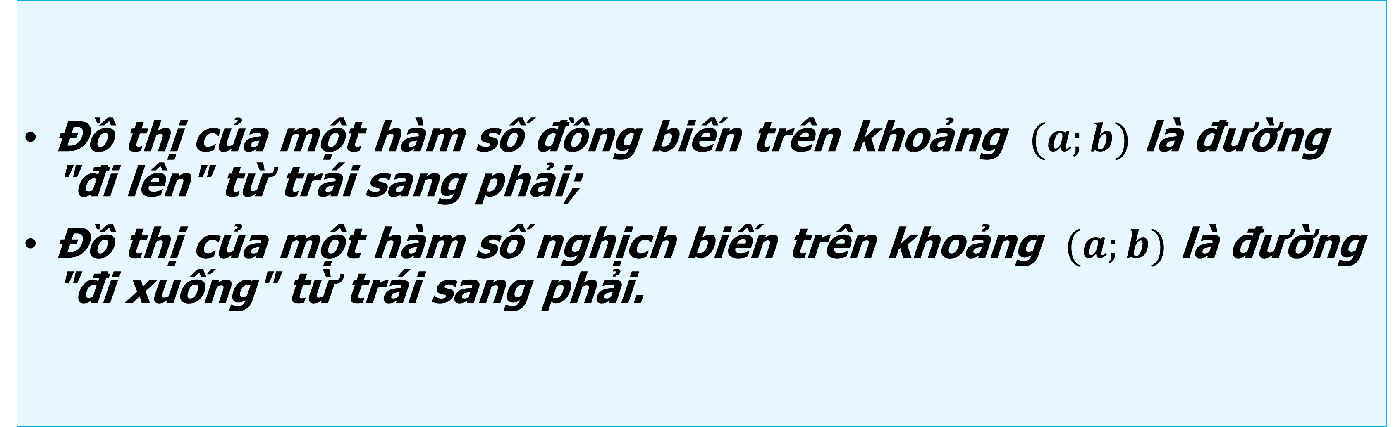 • Đồ thị của một hàm số đồng biến trên khoảng (a; b) là đường
"đi lên" từ trái sang phải;
• Đồ thị của một hàm số nghịch biến trên khoảng (a; b) là đường
"đi xuống" từ trái sang phải.